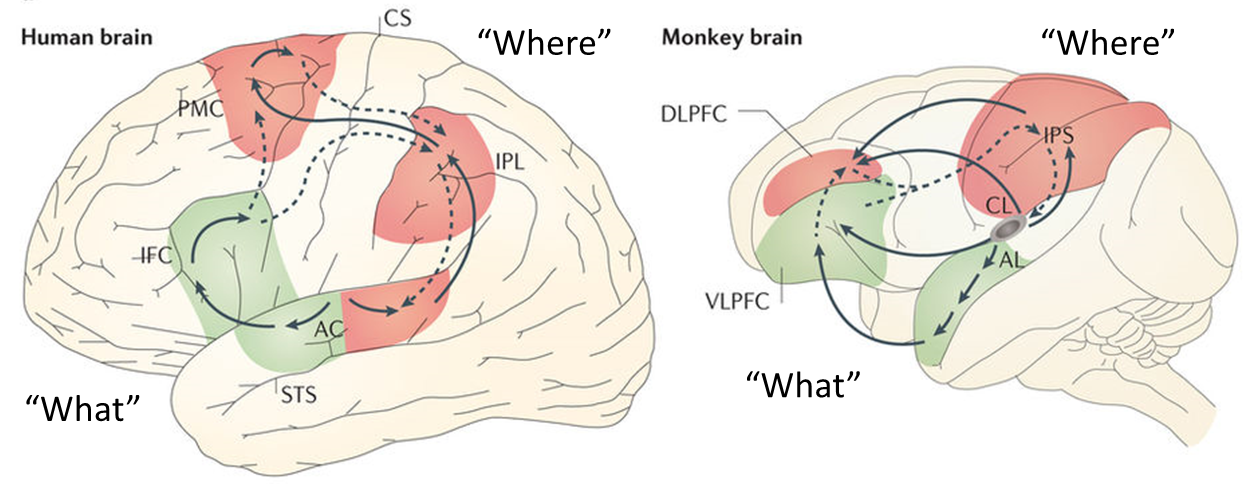 Human brain
CS
“Where”
PMC
IPL
IFC
AC
STS
“What”
Monkey brain
“Where”
DLPFC
IPS
CL
AL
VLPFC
“What”